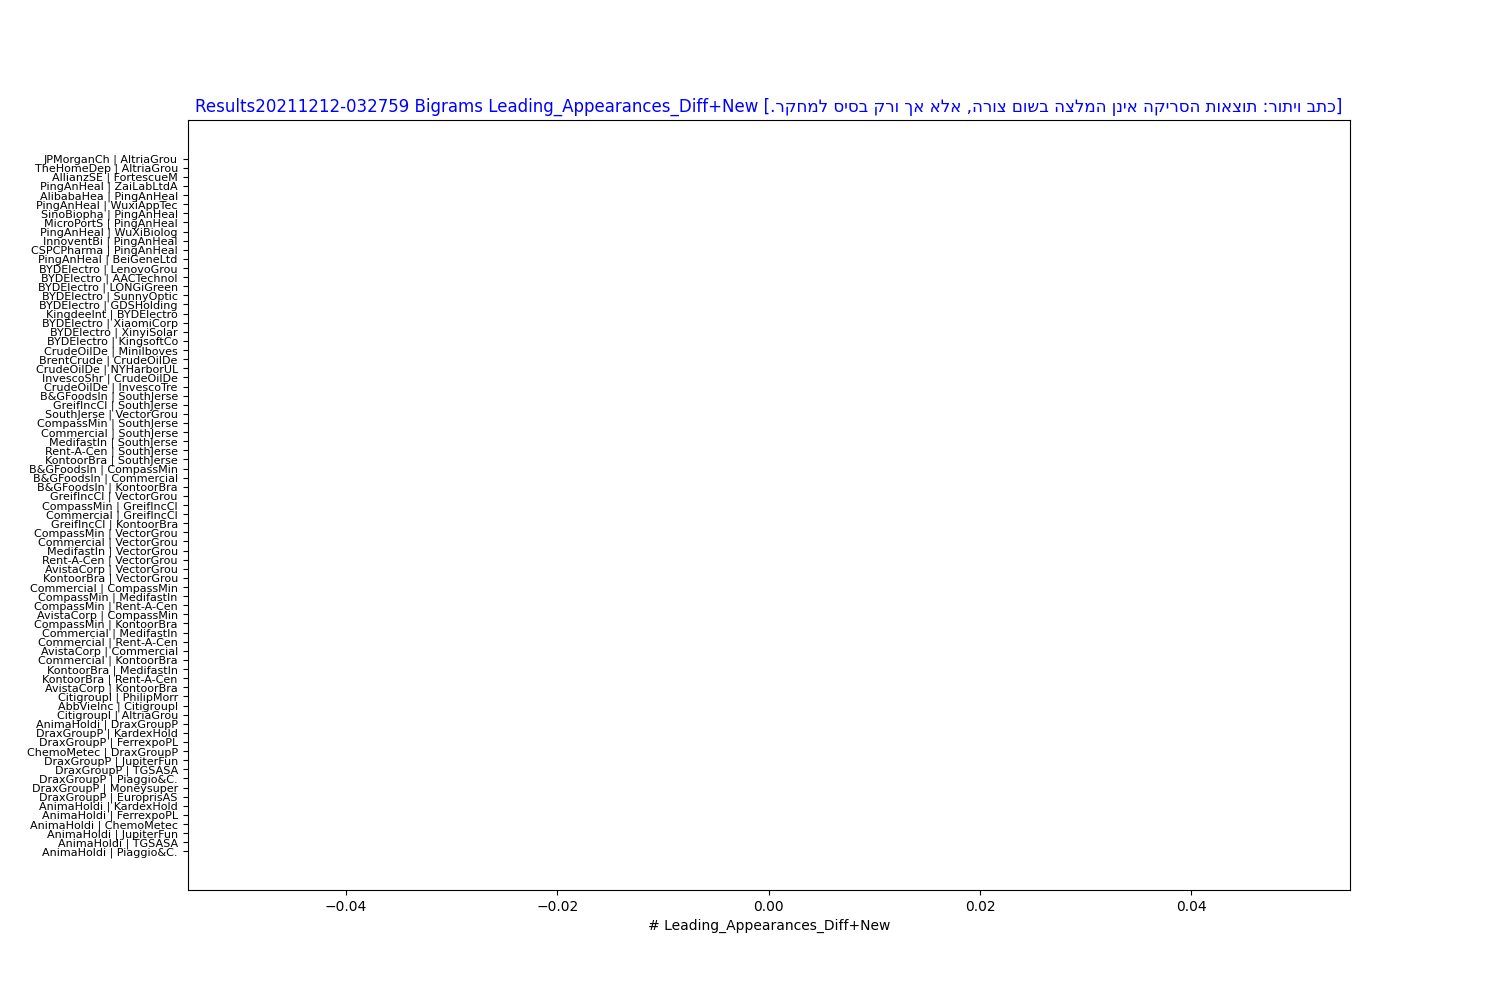 Results20211212-032759 Bigrams Leading_Appearances_Diff+New [כתב ויתור: תוצאות הסריקה אינן המלצה בשום צורה, אלא אך ורק בסיס למחקר.]
JPMorganCh | AltriaGrou
TheHomeDep | AltriaGrou
AllianzSE | FortescueM
PingAnHeal | ZaiLabLtdA
AlibabaHea | PingAnHeal
PingAnHeal | WuxiAppTec
SinoBiopha | PingAnHeal
MicroPortS | PingAnHeal
PingAnHeal | WuXiBiolog
InnoventBi | PingAnHeal
CSPCPharma | PingAnHeal
PingAnHeal | BeiGeneLtd
BYDElectro | LenovoGrou
BYDElectro | AACTechnol
BYDElectro | LONGiGreen
BYDElectro | SunnyOptic
BYDElectro | GDSHolding
KingdeeInt | BYDElectro
BYDElectro | XiaomiCorp
BYDElectro | XinyiSolar
BYDElectro | KingsoftCo
CrudeOilDe | MiniIboves
BrentCrude | CrudeOilDe
CrudeOilDe | NYHarborUL
InvescoShr | CrudeOilDe
CrudeOilDe | InvescoTre
B&GFoodsIn | SouthJerse
GreifIncCl | SouthJerse
SouthJerse | VectorGrou
CompassMin | SouthJerse
Commercial | SouthJerse
MedifastIn | SouthJerse
Rent-A-Cen | SouthJerse
KontoorBra | SouthJerse
B&GFoodsIn | CompassMin
B&GFoodsIn | Commercial
B&GFoodsIn | KontoorBra
GreifIncCl | VectorGrou
CompassMin | GreifIncCl
Commercial | GreifIncCl
GreifIncCl | KontoorBra
CompassMin | VectorGrou
Commercial | VectorGrou
MedifastIn | VectorGrou
Rent-A-Cen | VectorGrou
AvistaCorp | VectorGrou
KontoorBra | VectorGrou
Commercial | CompassMin
CompassMin | MedifastIn
CompassMin | Rent-A-Cen
AvistaCorp | CompassMin
CompassMin | KontoorBra
Commercial | MedifastIn
Commercial | Rent-A-Cen
AvistaCorp | Commercial
Commercial | KontoorBra
KontoorBra | MedifastIn
KontoorBra | Rent-A-Cen
AvistaCorp | KontoorBra
CitigroupI | PhilipMorr
AbbVieInc | CitigroupI
CitigroupI | AltriaGrou
AnimaHoldi | DraxGroupP
DraxGroupP | KardexHold
DraxGroupP | FerrexpoPL
ChemoMetec | DraxGroupP
DraxGroupP | JupiterFun
DraxGroupP | TGSASA
DraxGroupP | Piaggio&C.
DraxGroupP | Moneysuper
DraxGroupP | EuroprisAS
AnimaHoldi | KardexHold
AnimaHoldi | FerrexpoPL
AnimaHoldi | ChemoMetec
AnimaHoldi | JupiterFun
AnimaHoldi | TGSASA
AnimaHoldi | Piaggio&C.
−0.04 −0.02 0.00 0.02 0.04
# Leading_Appearances_Diff+New